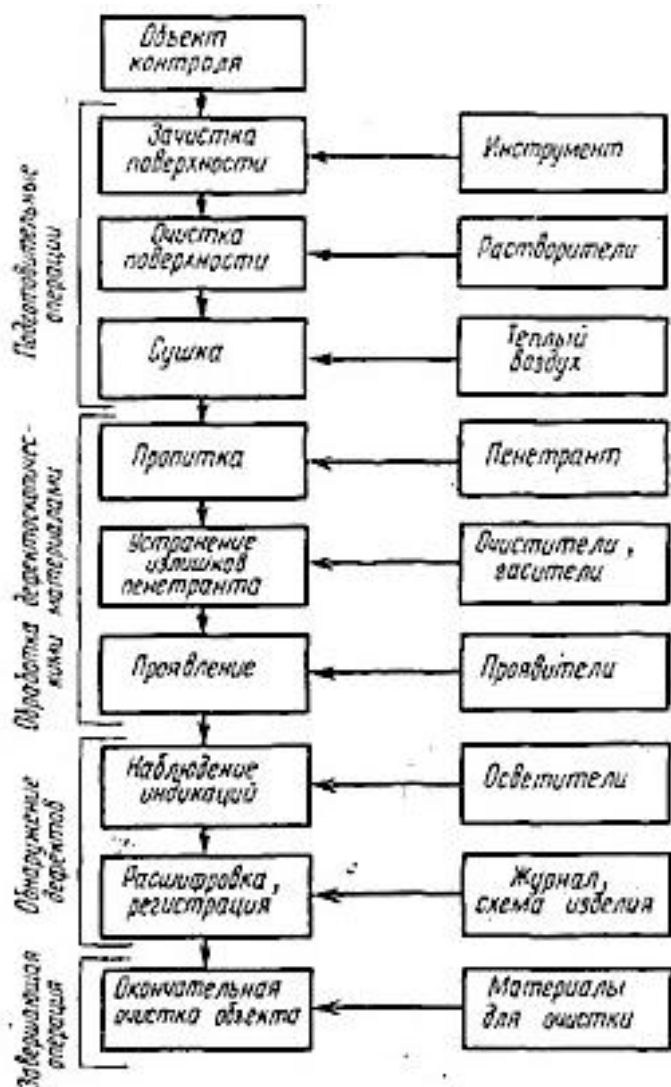 Объект
контроля
Подготовительные
операции
Зачистка
поверхности
Инструмент
Очистка
поверхности
Растворители
Сушка
Теплый
воздух
Обработка дефектоскопичес-
кими материалами
Пропитка
Пенетрант
Устранение
излишков
пенетранта
Очистители,
гасители
Проявление
Проявители
Обнаружение
дефектов
Наблюдение
индикаций
Осветители
Расшифровка,
регистрация
Журнал,
схема изделия
Завершающая
операция
Окончательная
очистка объекта
Материалы
для очистки